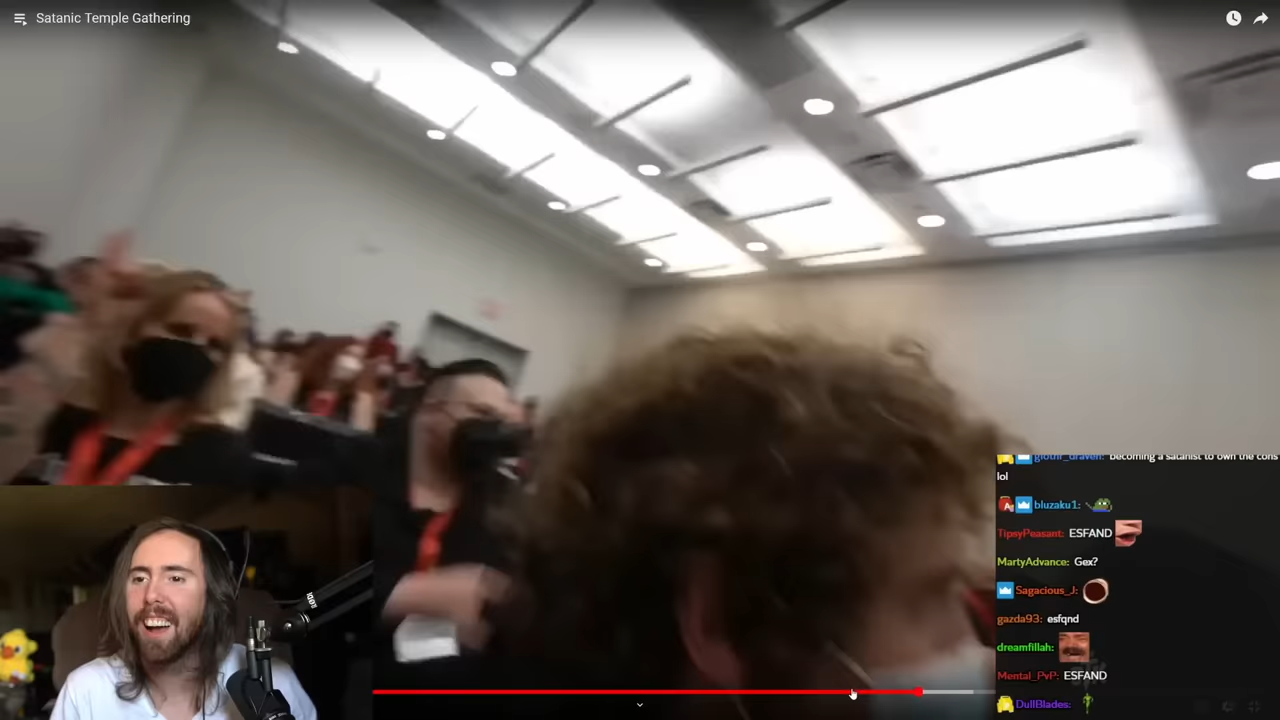 Satanic Temple Gathering
glothr_draven: becoming a satanist to own the cons
lol
bluzaku1:
TipsyPeasant: ESFAND
MartyAdvance: Gex?
Sagacious_J:
gazda93: esfqnd
dreamfillah:
Mental_PvP: ESFAND
DullBlades: